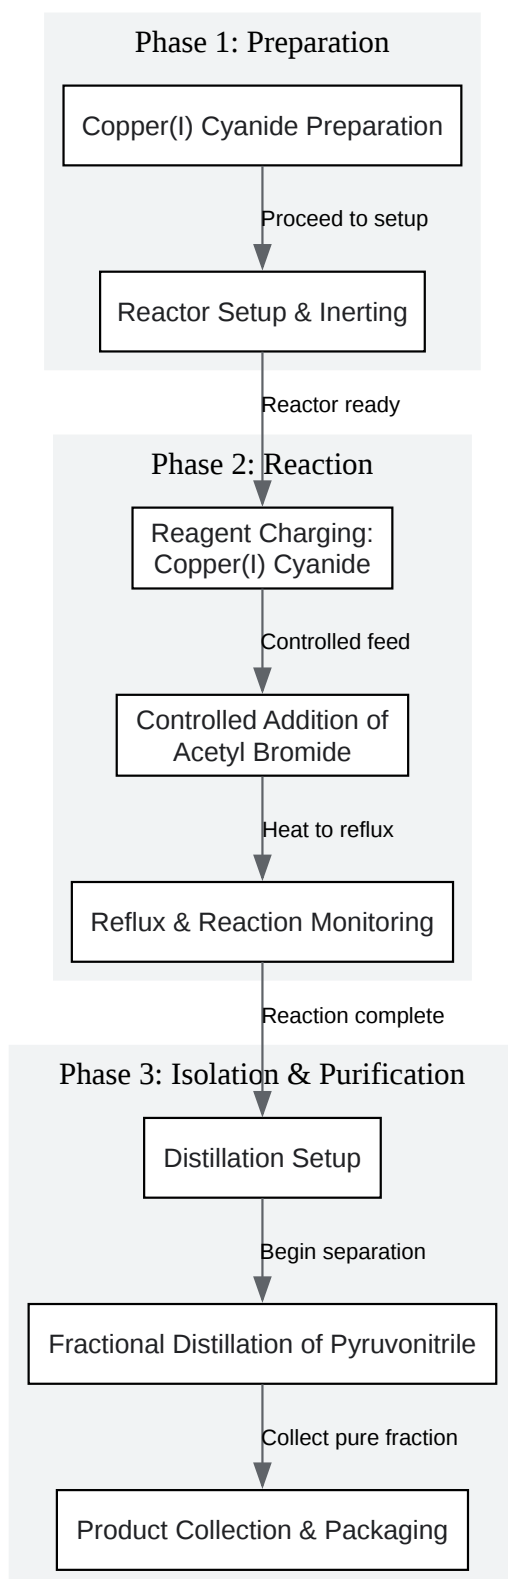 Phase 1: Preparation
Copper(I) Cyanide Preparation
Proceed to setup
Reactor Setup & Inerting
Reactor ready
Phase 2: Reaction
Reagent Charging:
Copper(I) Cyanide
Controlled feed
Controlled Addition of
Acetyl Bromide
Heat to reflux
Reflux & Reaction Monitoring
Reaction complete
Phase 3: Isolation & Purification
Distillation Setup
Begin separation
Fractional Distillation of Pyruvonitrile
Collect pure fraction
Product Collection & Packaging